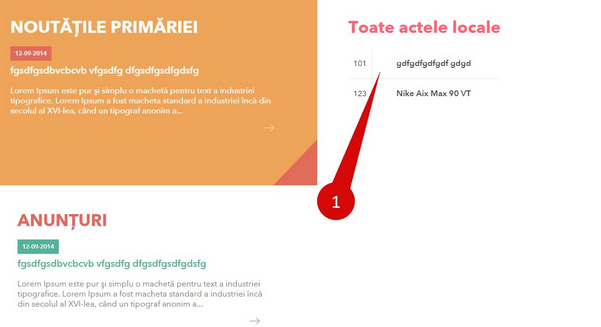 NOUTĂȚILE PRIMĂRIEI
12-09-2014
fgsdfgsdbvcbcvb vfgsdfg dfgsdfgsdfgdsfg
Lorem Ipsum este pur şi simplu o machetă pentru text a industriei
tipografice. Lorem Ipsum a fost macheta standard a industriei încă din
secolul al XVI-lea, când un tipograf anonim a...
ANUNȚURI
12-09-2014
fgsdfgsdbvcbcvb vfgsdfg dfgsdfgsdfgdsfg
Lorem Ipsum este pur şi simplu o machetă pentru text a industriei
tipografice. Lorem Ipsum a fost macheta standard a industriei
încă din secolul al XVI-lea, când un tipograf anonim a...
Toate actele locale
101 gdfgdfgdfgdf gdgd
123 Nike Aix Max 90 VT
1